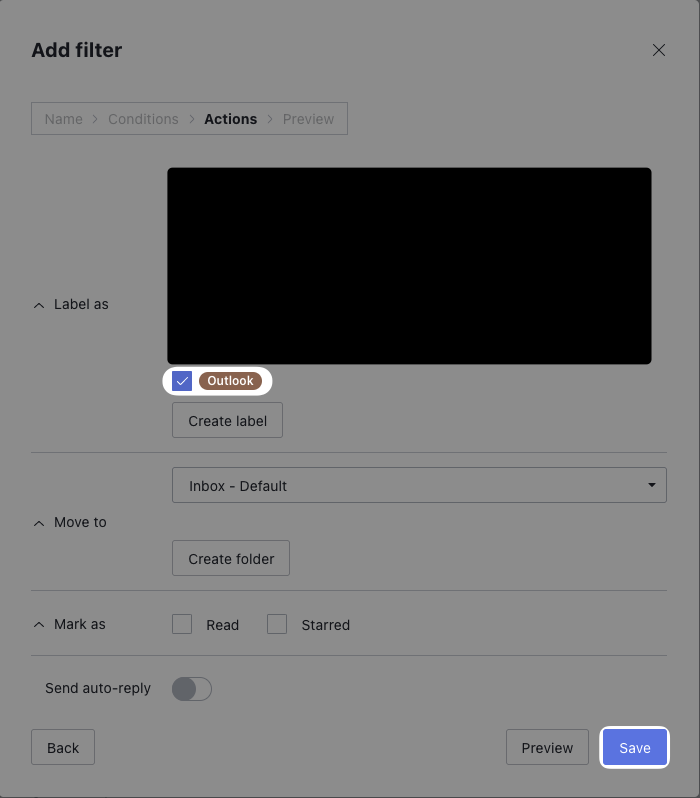 Add filter
Name > Conditions > Actions > Preview
Label as
Outlook
Create label
Inbox - Default
Move to
Create folder
Mark as
Read
Starred
Send auto-reply
Back
Preview
Save